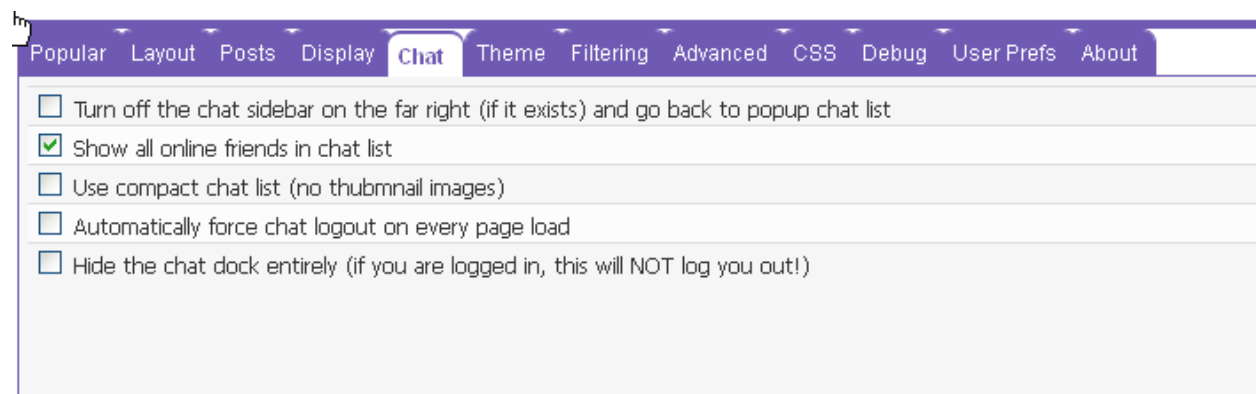 Popular Layout Posts Display Chat Theme Filtering Advanced CSS Debug User Prefs About
Turn off the chat sidebar on the far right (if it exists) and go back to popup chat list
Show all online friends in chat list
Use compact chat list (no thubmnail images)
Automatically force chat logout on every page load
Hide the chat dock entirely (if you are logged in, this will NOT log you out!)